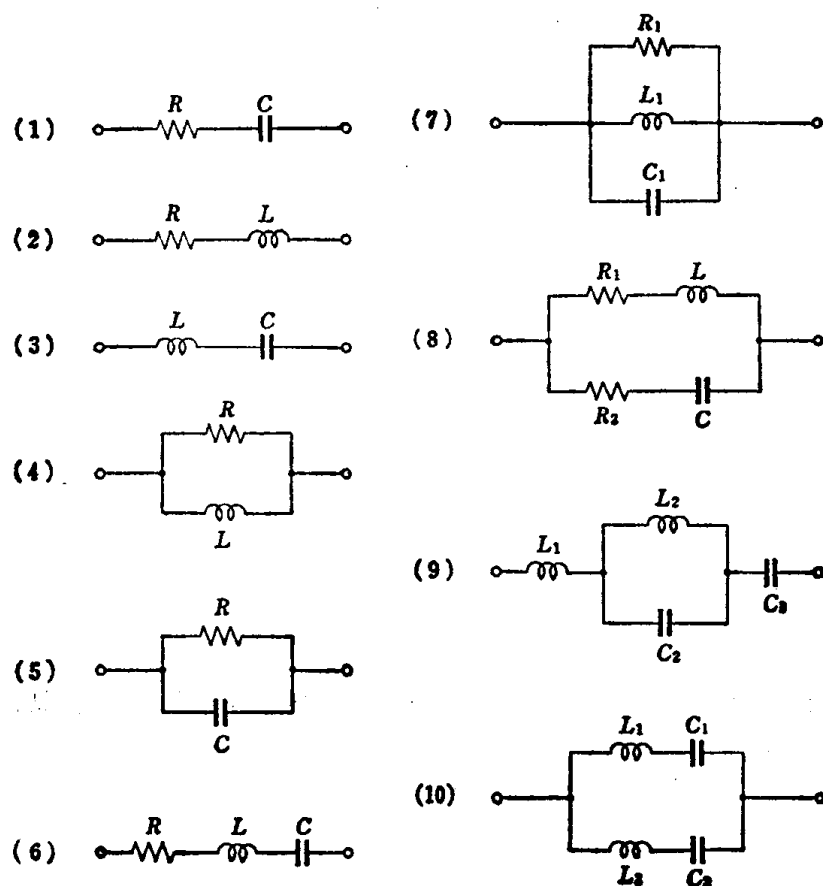 (1) R C
(2) R L
(3) L C
(4) R
L
(5) R
C
(6) R L C
(7) R₁
L₁
C₁
(8) R₁ L
R₂ C
(9) L₁ L₂
C₂ C₃
(10) L₁ C₁
L₂ C₂